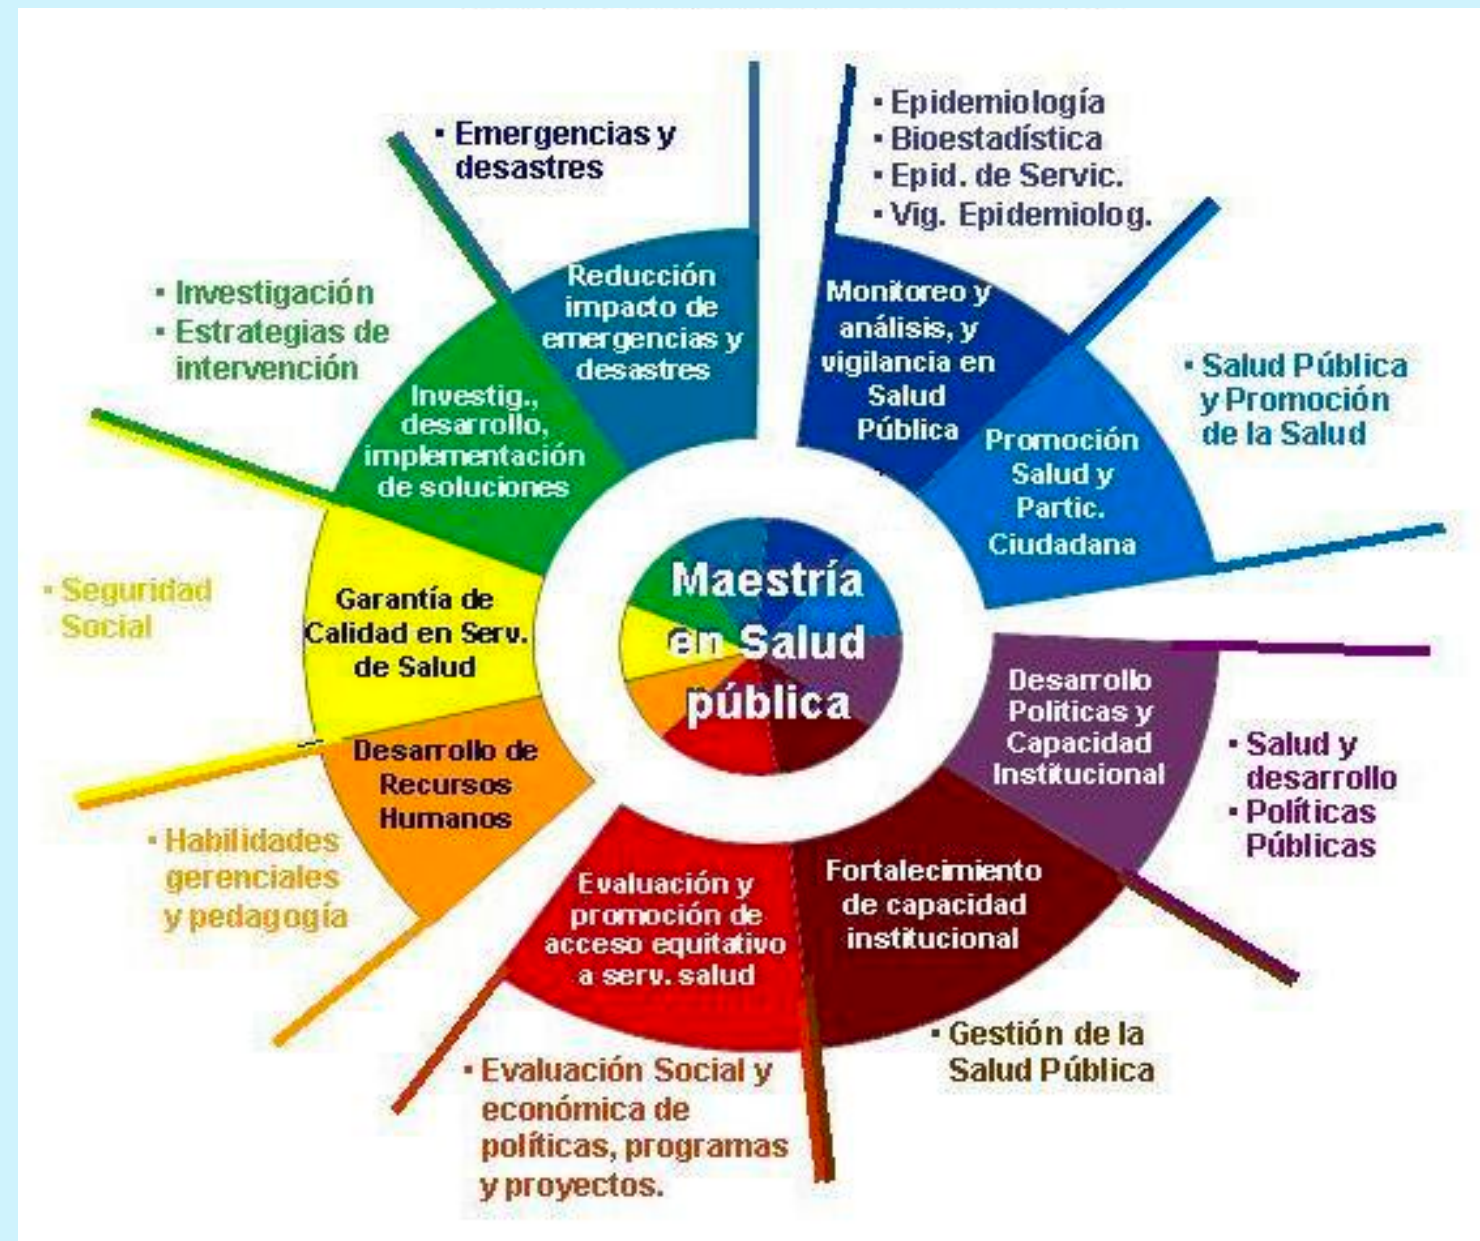 Maestría
en Salud
pública
▪ Epidemiología
▪ Bioestadística
▪ Epid. de Servic.
▪ Vig. Epidemiolog.
Monitoreo y
análisis, y
vigilancia en
Salud
Pública
▪ Salud Pública
y Promoción
de la Salud
Promoción
Salud y
Partic.
Ciudadana
▪ Salud y
desarrollo
▪ Políticas
Públicas
Desarrollo
Politicas y
Capacidad
Institucional
▪ Gestión de la
Salud Pública
Fortalecimiento
de capacidad
institucional
▪ Evaluación Social y
económica de
políticas, programas
y proyectos.
Evaluación y
promoción de
acceso equitativo
a serv. salud
▪ Habilidades
gerenciales
y pedagogía
Desarrollo de
Recursos
Humanos
▪ Seguridad
Social
Garantía de
Calidad en Serv.
de Salud
▪ Investigación
▪ Estrategias de
intervención
Investig.,
desarrollo,
implementación
de soluciones
▪ Emergencias y
desastres
Reducción
impacto de
emergencias y
desastres